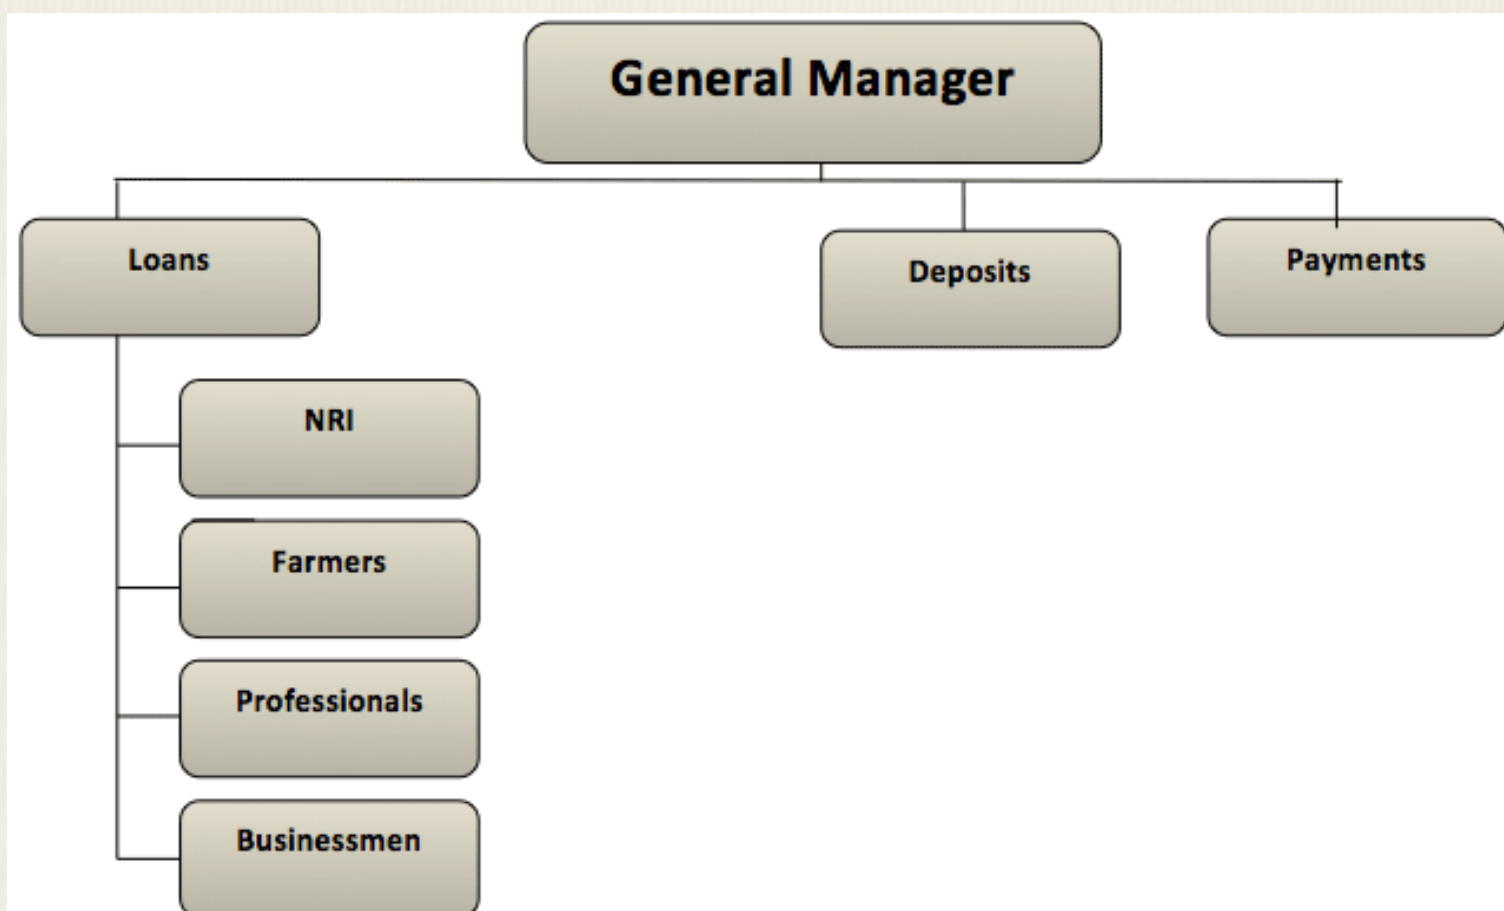 General Manager
Loans
Deposits
Payments
NRI
Farmers
Professionals
Businessmen